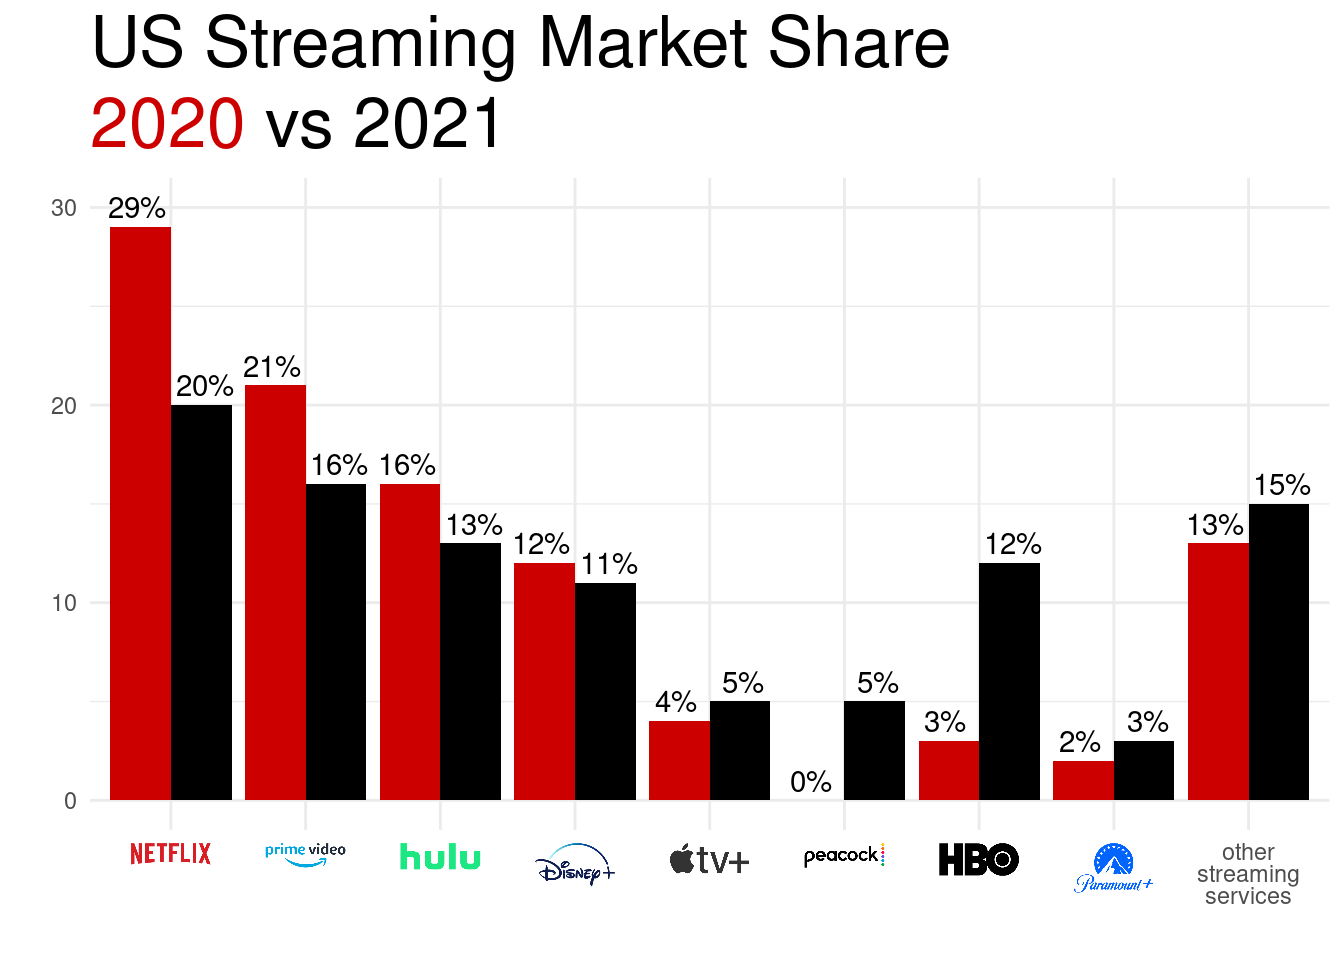 US Streaming Market Share
2020 vs 2021
30
20
10
0
29%
20%
21%
16%
16%
13%
12%
11%
4%
5%
0%
5%
3%
12%
2%
3%
13%
15%
NETFLIX
prime video
hulu
Disney+
tv+
peacock
HBO
Paramount+
other
streaming
services